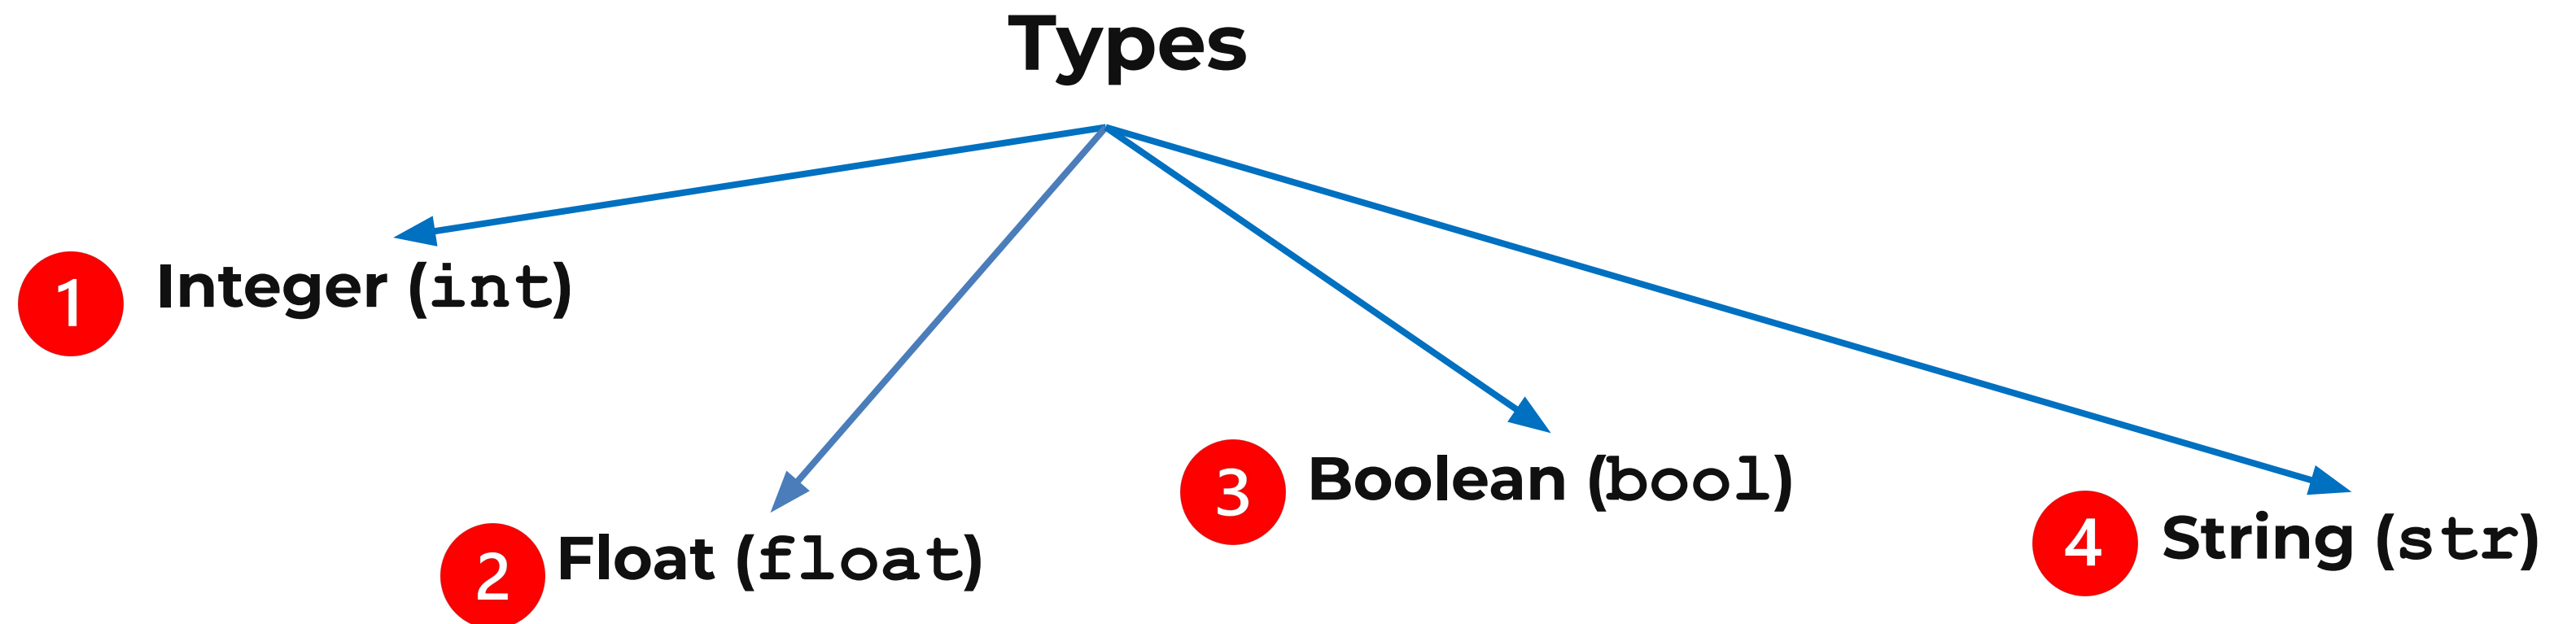 Types
1 Integer (int)
2 Float (float)
3 Boolean (bool)
4 String (str)